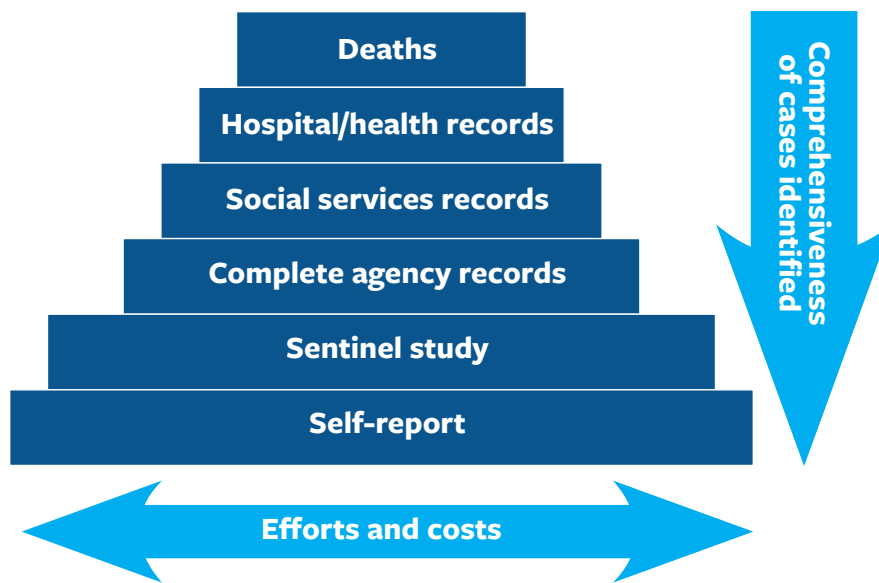 Deaths
Hospital/health records
Social services records
Complete agency records
Sentinel study
Self-report
Comprehensiveness
of cases identified
Efforts and costs